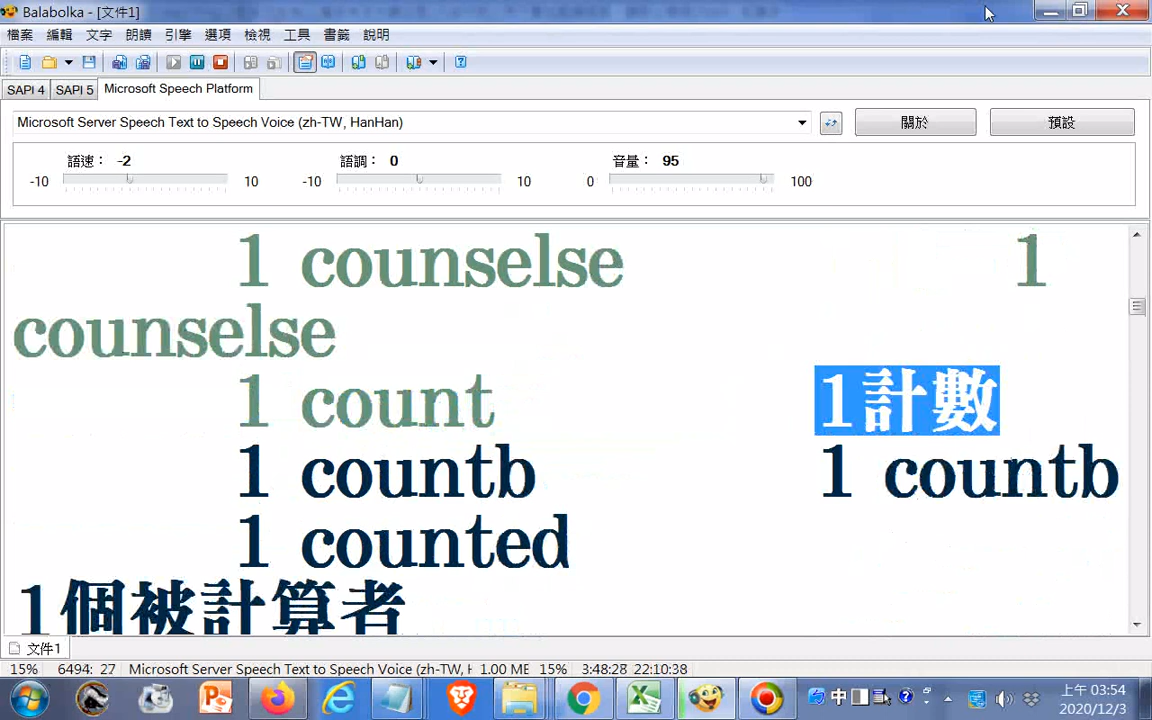 Balabolka - [文件1]
檔案 編輯 文字 朗讀 引擎 選項 檢視 工具 書籤 說明
SAPI 4 SAPI 5 Microsoft Speech Platform
Microsoft Server Speech Text to Speech Voice (zh-TW, HanHan) 關於 預設
語速： -2 語調： 0 音量： 95
-10 10 -10 10 0 100
1 counselse 1
counselse
1 count 1計數
1 countb 1 countb
1 counted
1個被計算者
文件1
15% 6494: 27 Microsoft Server Speech Text to Speech Voice (zh-TW, H 1.00 ME 15% 3:48:28 22:10:38
中 上午 03:54
2020/12/3